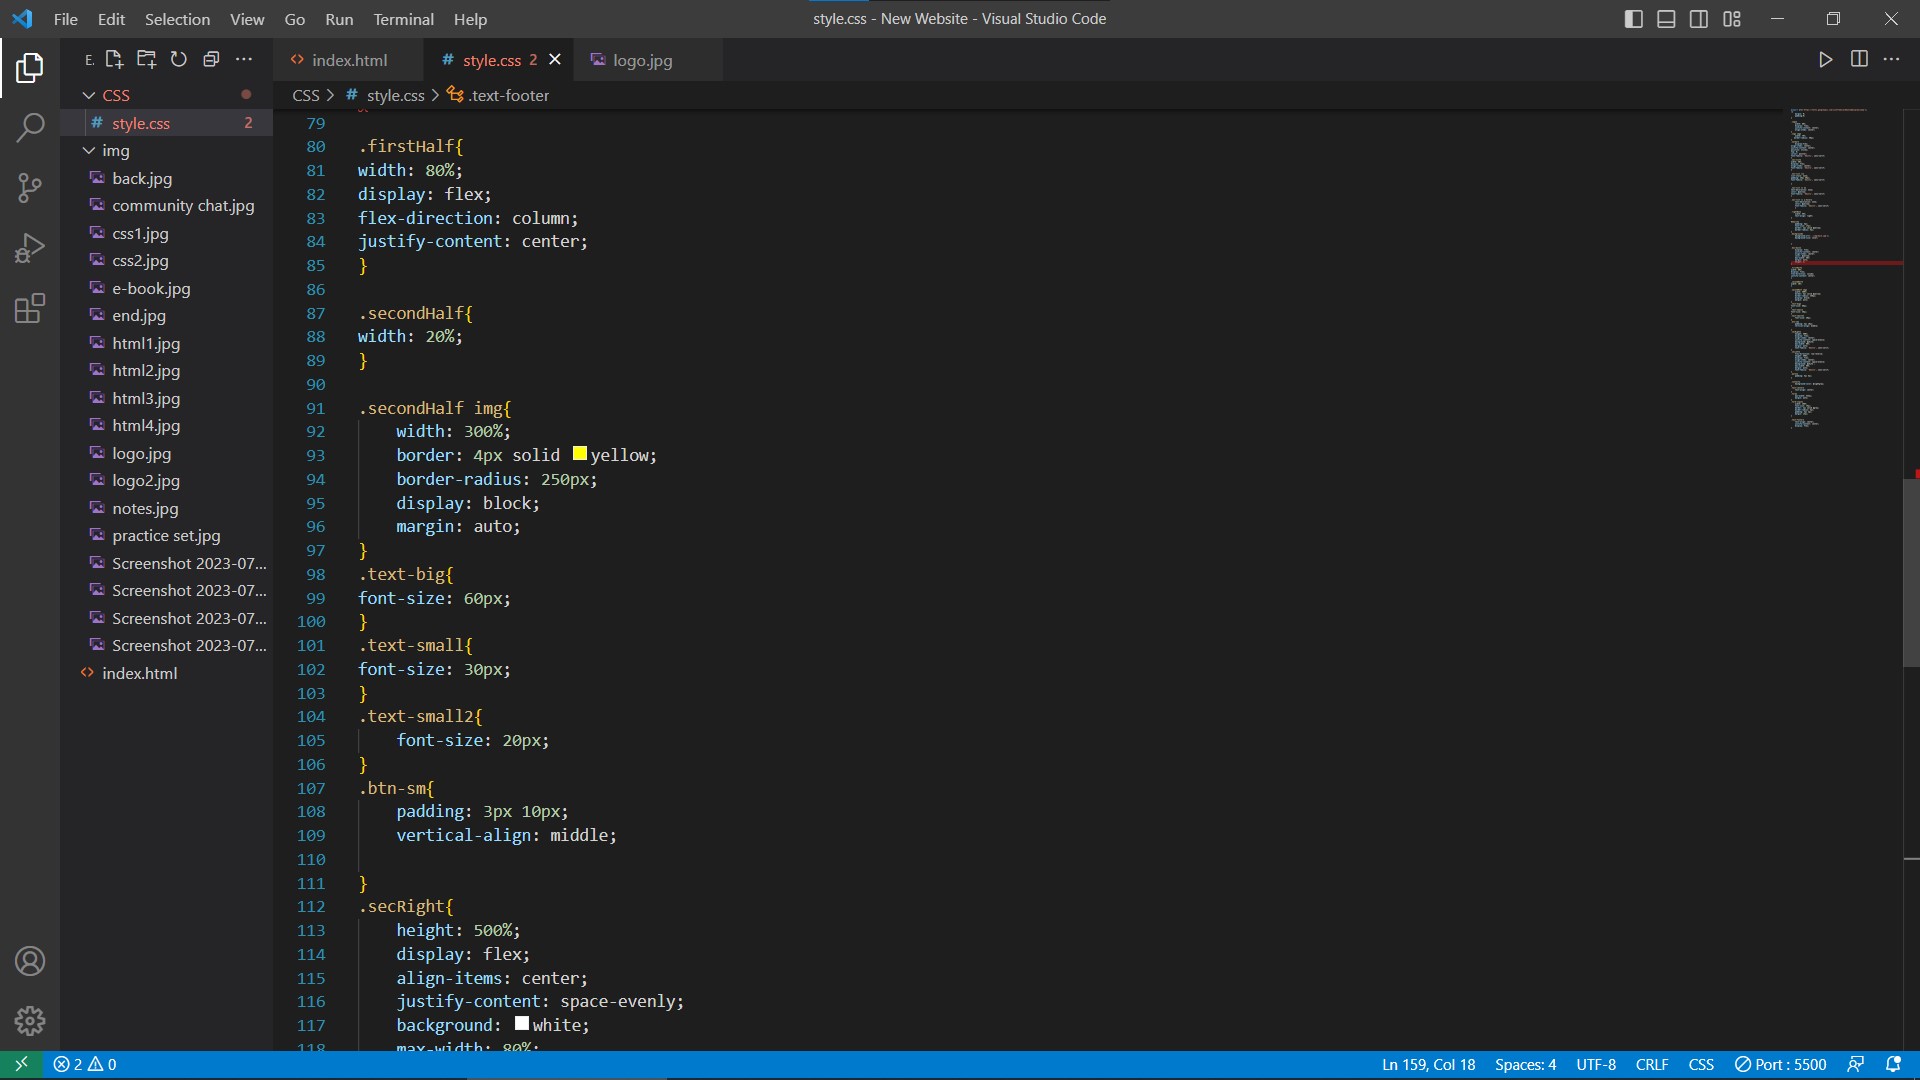 File Edit Selection View Go Run Terminal Help
style.css - New Website - Visual Studio Code
E.
index.html
# style.css 2
logo.jpg
CSS
# style.css 2
img
back.jpg
community chat.jpg
css1.jpg
css2.jpg
e-book.jpg
end.jpg
html1.jpg
html2.jpg
html3.jpg
html4.jpg
logo.jpg
logo2.jpg
notes.jpg
practice set.jpg
Screenshot 2023-07...
Screenshot 2023-07...
Screenshot 2023-07...
Screenshot 2023-07...
index.html
CSS > # style.css > .text-footer
79
80 .firstHalf{
81 width: 80%;
82 display: flex;
83 flex-direction: column;
84 justify-content: center;
85 }
86
87 .secondHalf{
88 width: 20%;
89 }
90
91 .secondHalf img{
92 width: 300%;
93 border: 4px solid yellow;
94 border-radius: 250px;
95 display: block;
96 margin: auto;
97 }
98 .text-big{
99 font-size: 60px;
100 }
101 .text-small{
102 font-size: 30px;
103 }
104 .text-small2{
105 font-size: 20px;
106 }
107 .btn-sm{
108 padding: 3px 10px;
109 vertical-align: middle;
110
111 }
112 .secRight{
113 height: 500%;
114 display: flex;
115 align-items: center;
116 justify-content: space-evenly;
117 background: white;
118 max-width: 80%;
2 0
Ln 159, Col 18 Spaces: 4 UTF-8 CRLF CSS Port : 5500